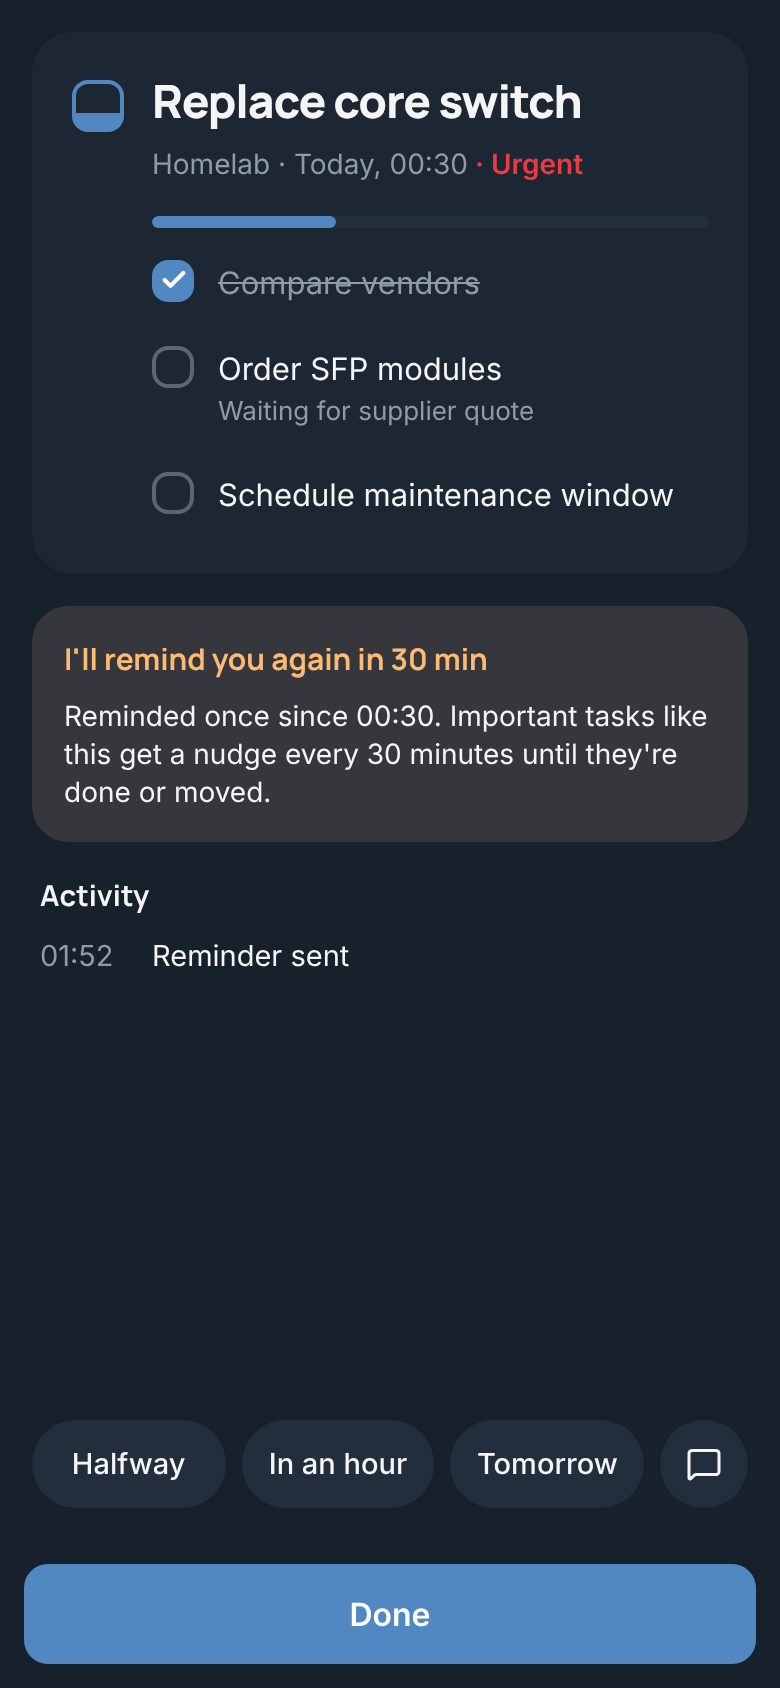 Replace core switch
Homelab · Today, 00:30 · Urgent
Compare vendors
Order SFP modules
Waiting for supplier quote
Schedule maintenance window
I'll remind you again in 30 min
Reminded once since 00:30. Important tasks like
this get a nudge every 30 minutes until they're
done or moved.
Activity
01:52 Reminder sent
Halfway In an hour Tomorrow
Done